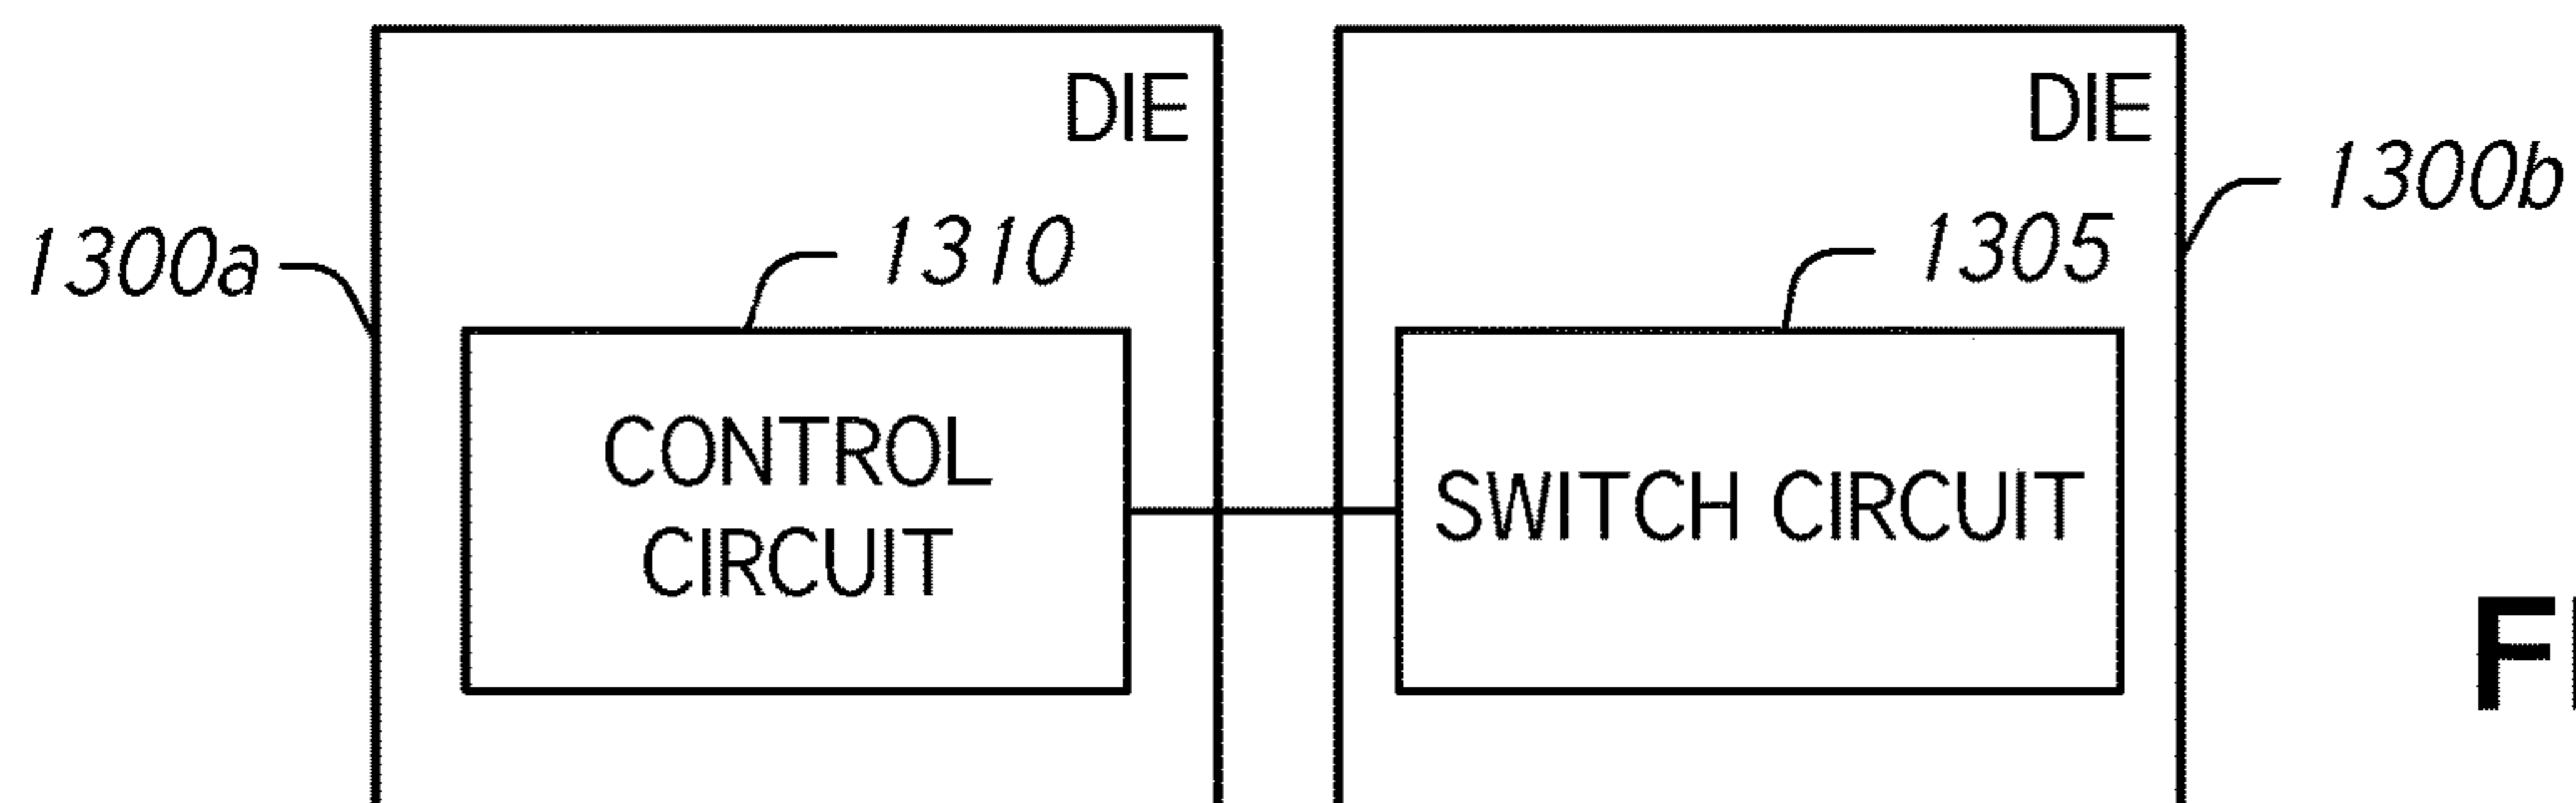 DIE
DIE
1300b
1300a
1310
1305
CONTROL
CIRCUIT
SWITCH CIRCUIT